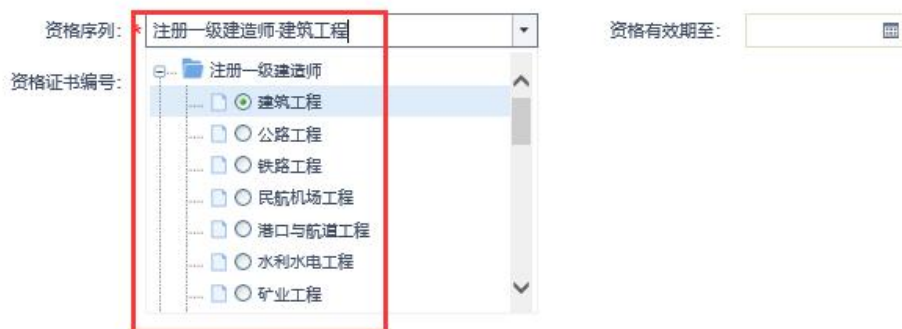 资格序列: * 注册一级建造师-建筑工程 资格有效期至:
资格证书编号:
注册一级建造师
建筑工程
公路工程
铁路工程
民航机场工程
港口与航道工程
水利水电工程
矿业工程